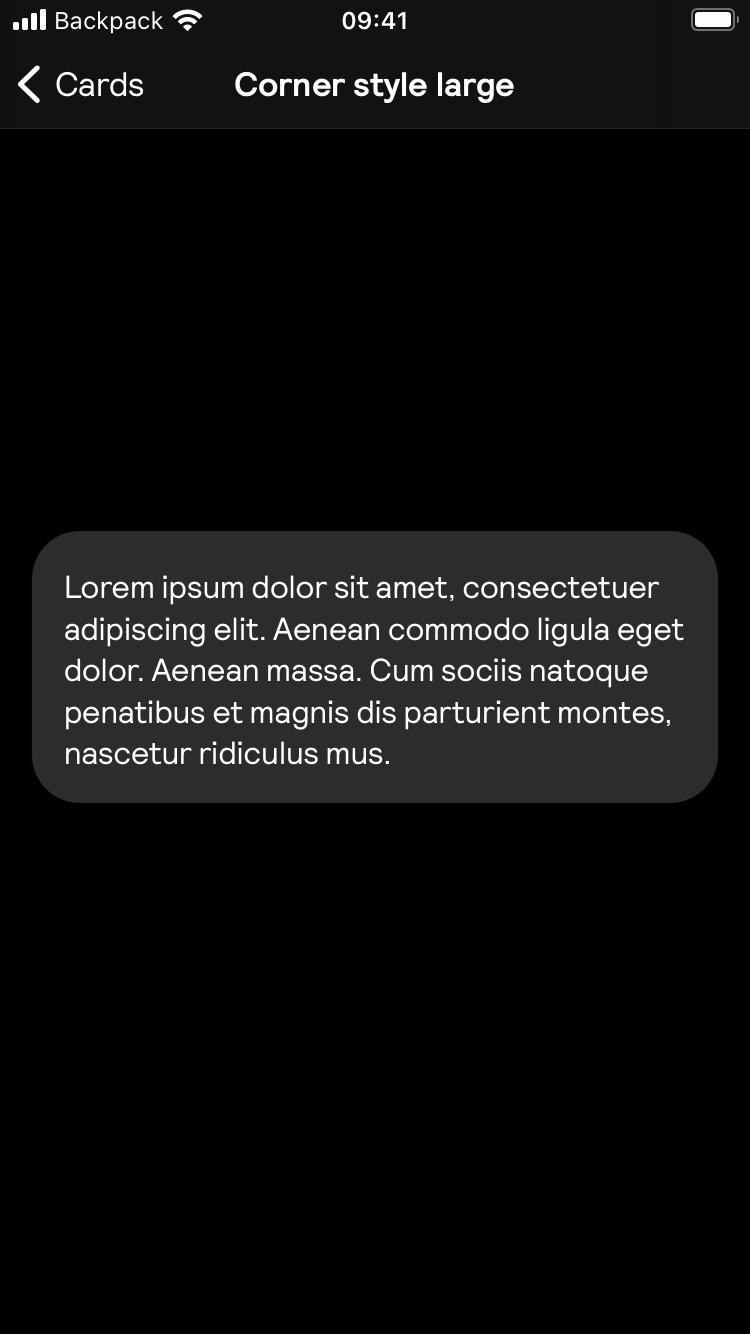 Backpack 09:41
Cards Corner style large
Lorem ipsum dolor sit amet, consectetuer
adipiscing elit. Aenean commodo ligula eget
dolor. Aenean massa. Cum sociis natoque
penatibus et magnis dis parturient montes,
nascetur ridiculus mus.